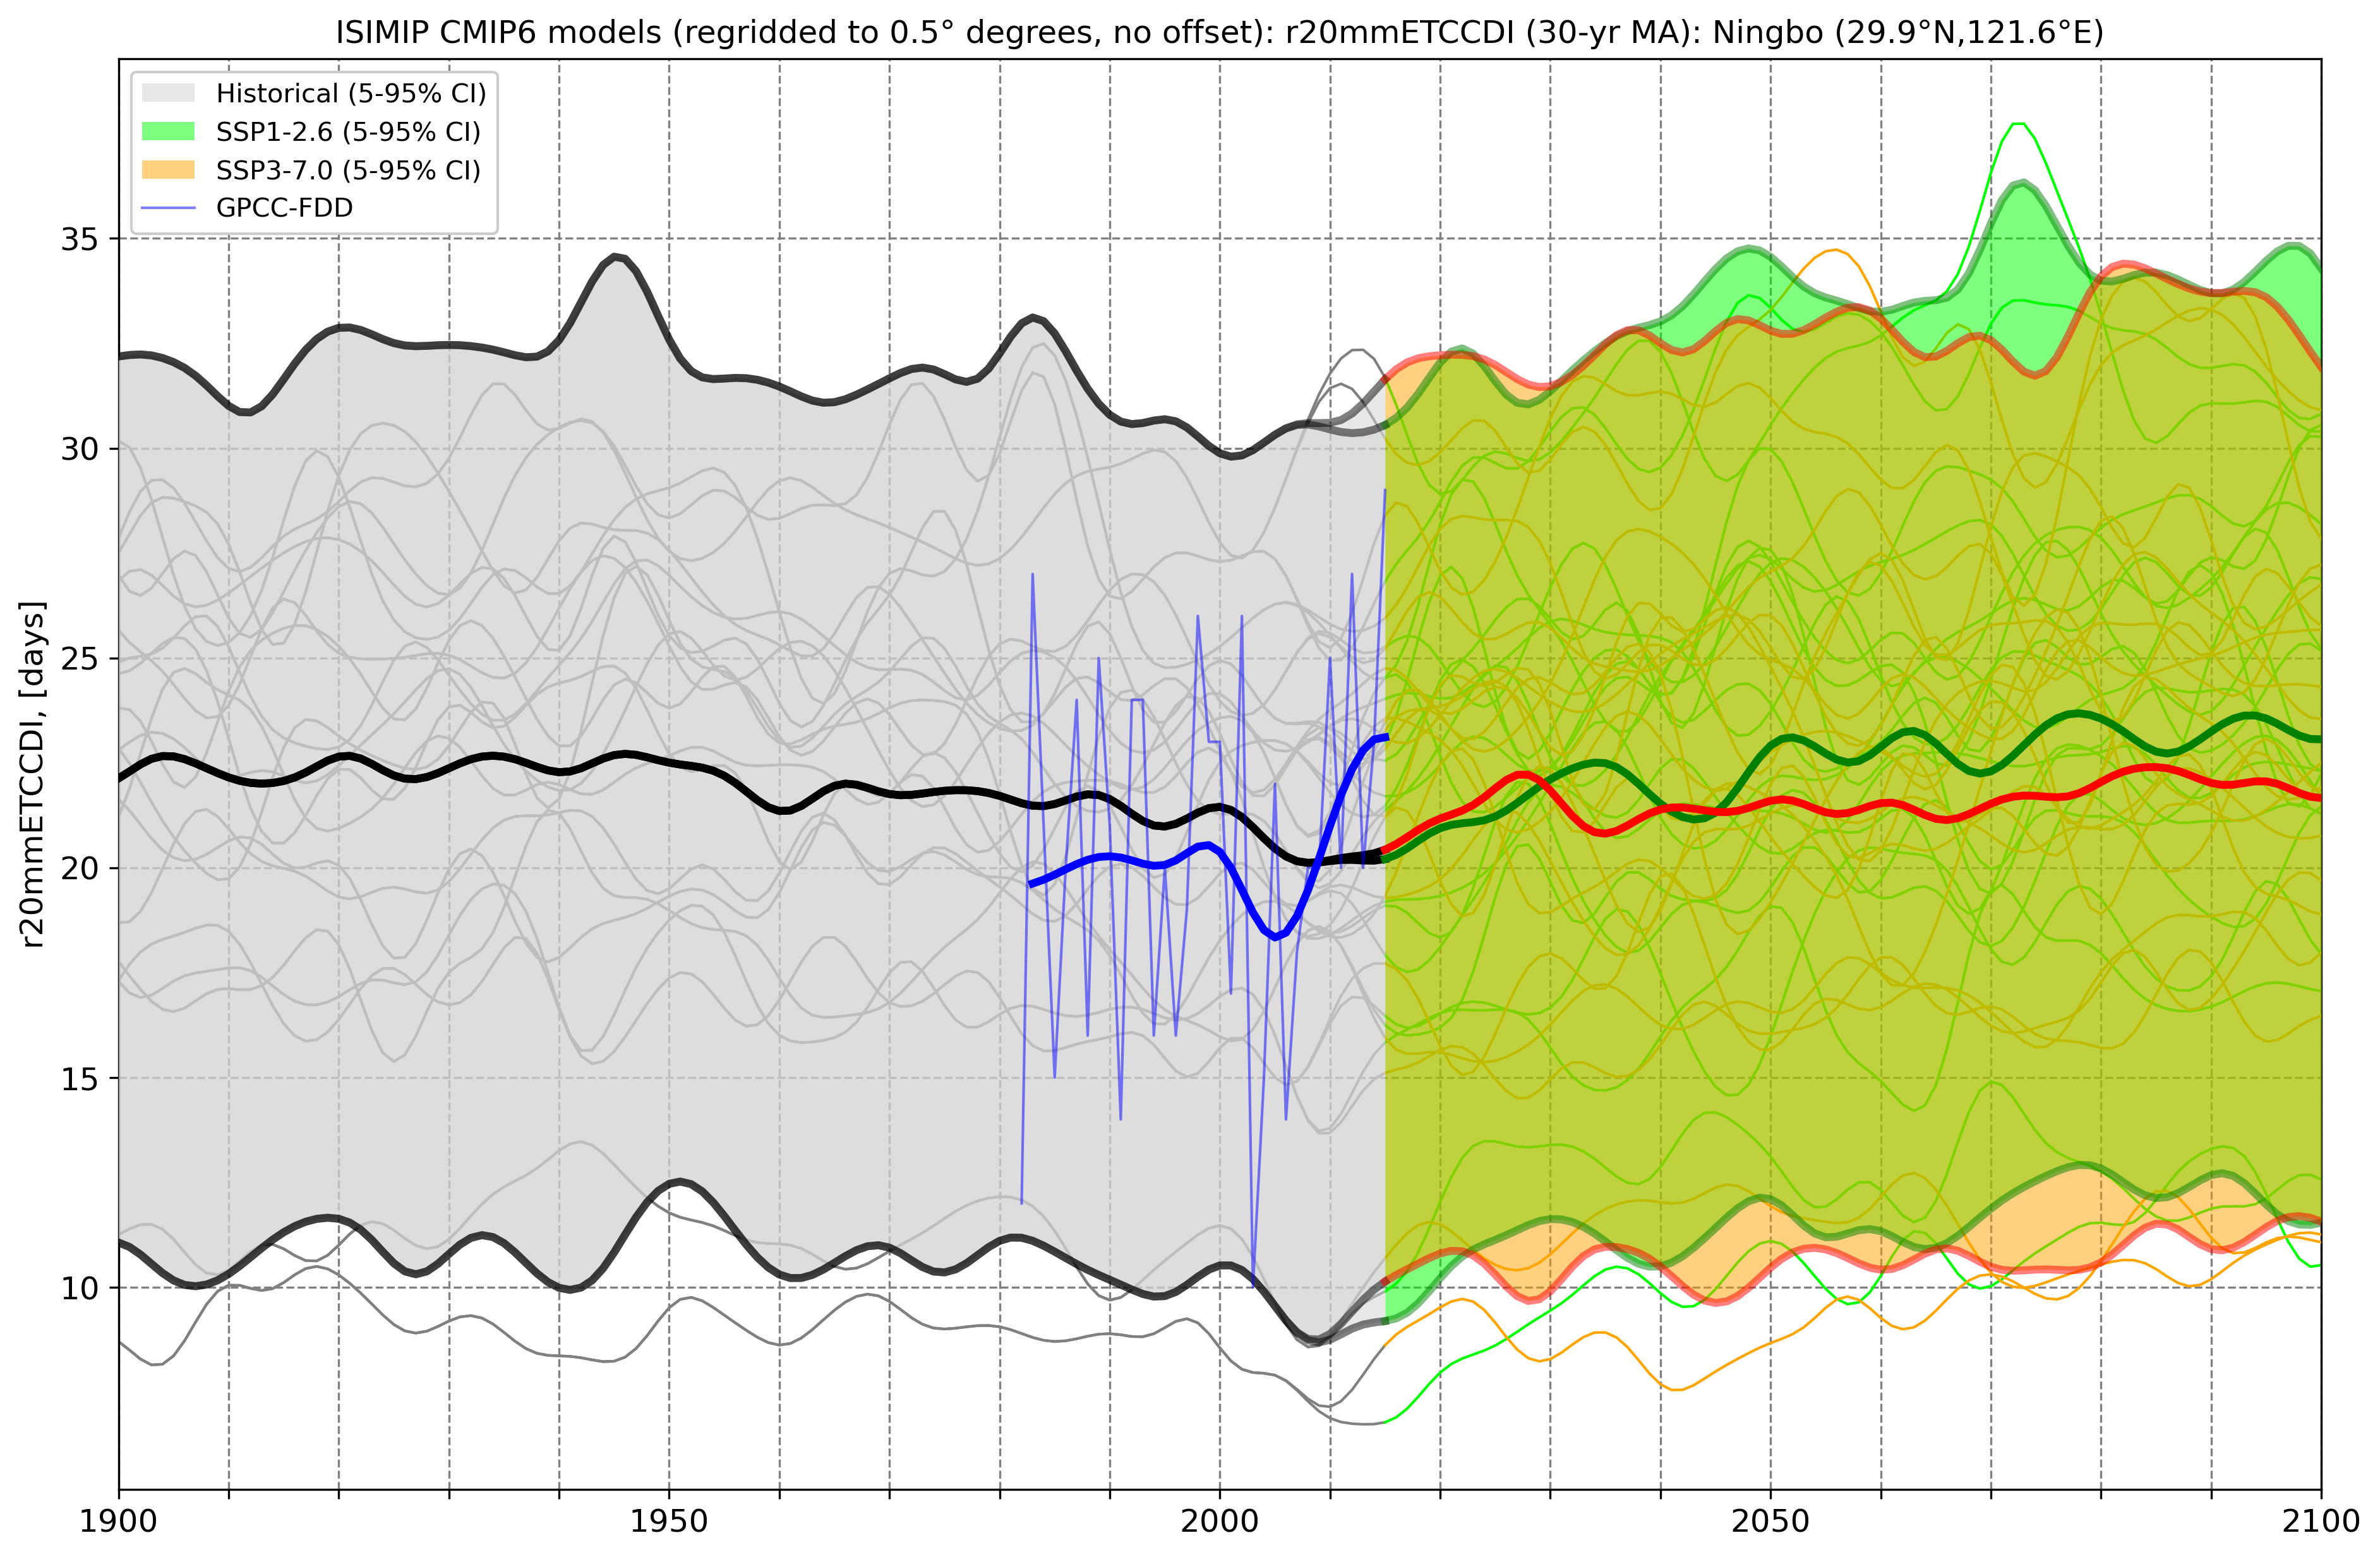 ISIMIP CMIP6 models (regridded to 0.5° degrees, no offset): r20mmETCCDI (30-yr MA): Ningbo (29.9°N,121.6°E)
Historical (5-95% CI)
SSP1-2.6 (5-95% CI)
SSP3-7.0 (5-95% CI)
GPCC-FDD
r20mmETCCDI, [days]
35
30
25
20
15
10
1900 1950 2000 2050 2100